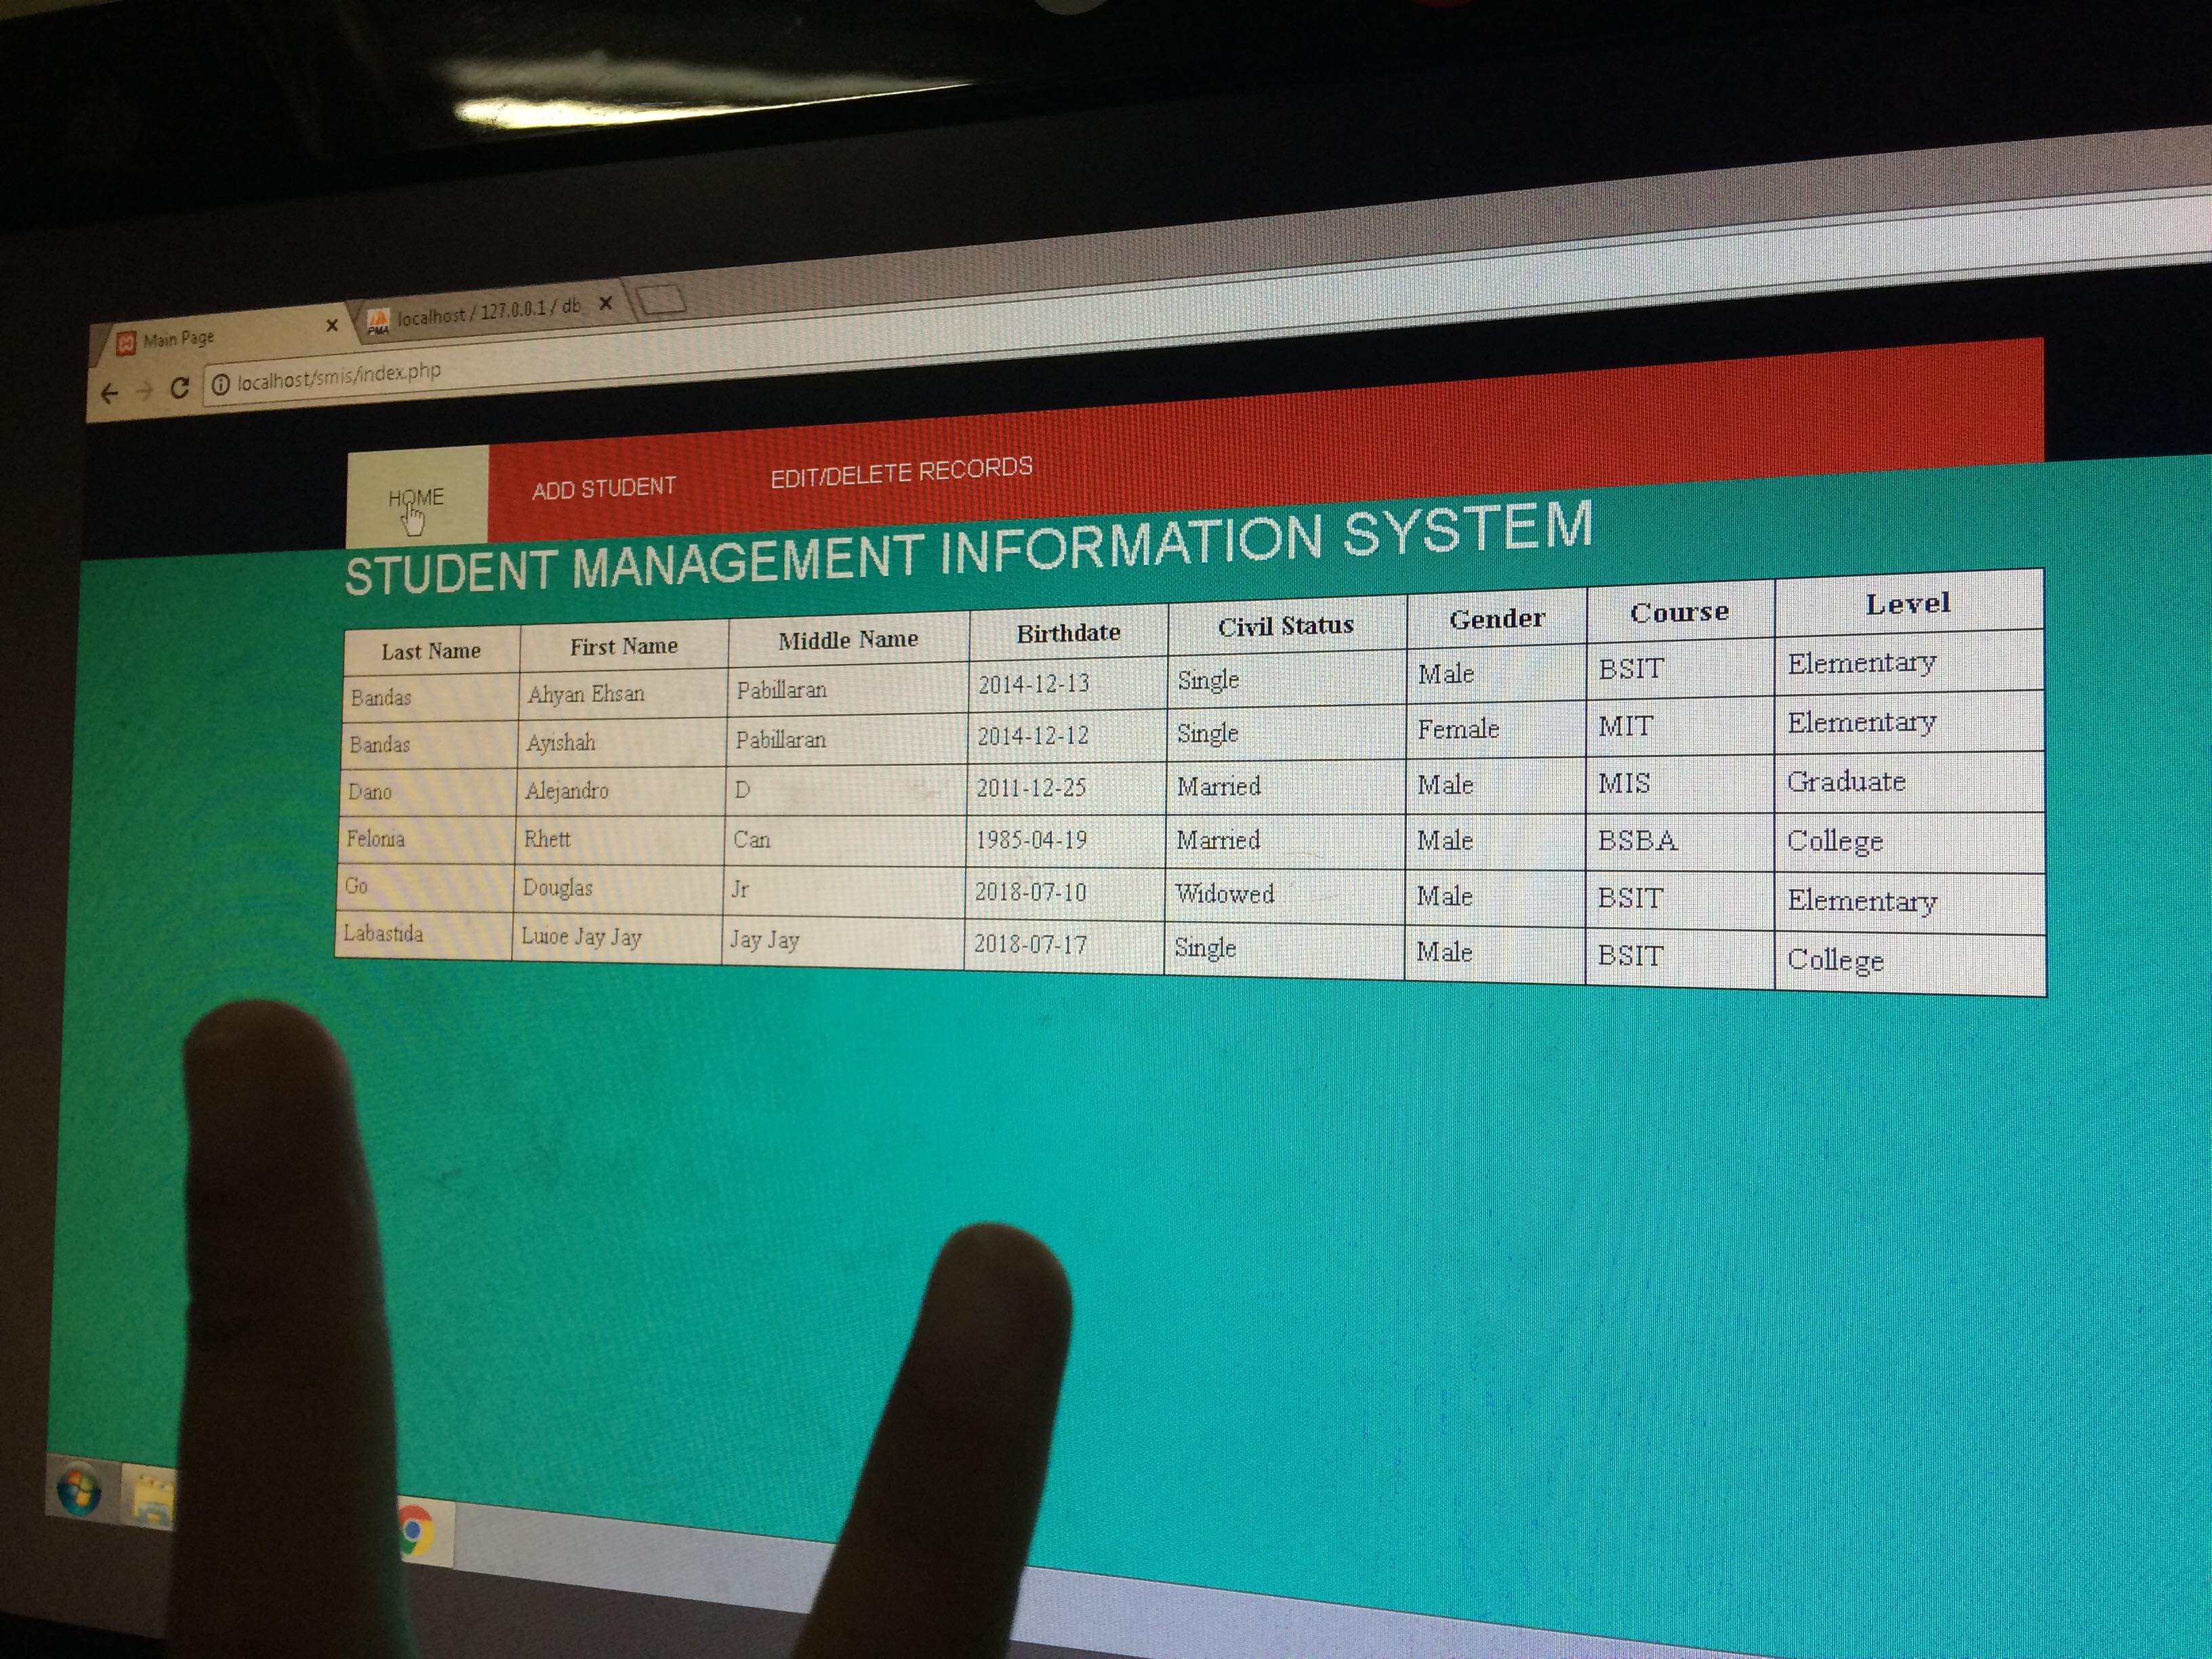 Main Page
localhost / 127.0.0.1 / db
PMA
localhost/smis/index.php
HOME ADD STUDENT EDIT/DELETE RECORDS
STUDENT MANAGEMENT INFORMATION SYSTEM
Last Name First Name Middle Name Birthdate Civil Status Gender Course Level
Bandas Ahyan Ehsan Pabillaran 2014-12-13 Single Male BSIT Elementary
Bandas Ayishah Pabillaran 2014-12-12 Single Female MIT Elementary
Dano Alejandro D 2011-12-25 Married Male MIS Graduate
Felonia Rhett Can 1985-04-19 Married Male BSBA College
Go Douglas Jr 2018-07-10 Widowed Male BSIT Elementary
Labastida Luioe Jay Jay Jay Jay 2018-07-17 Single Male BSIT College